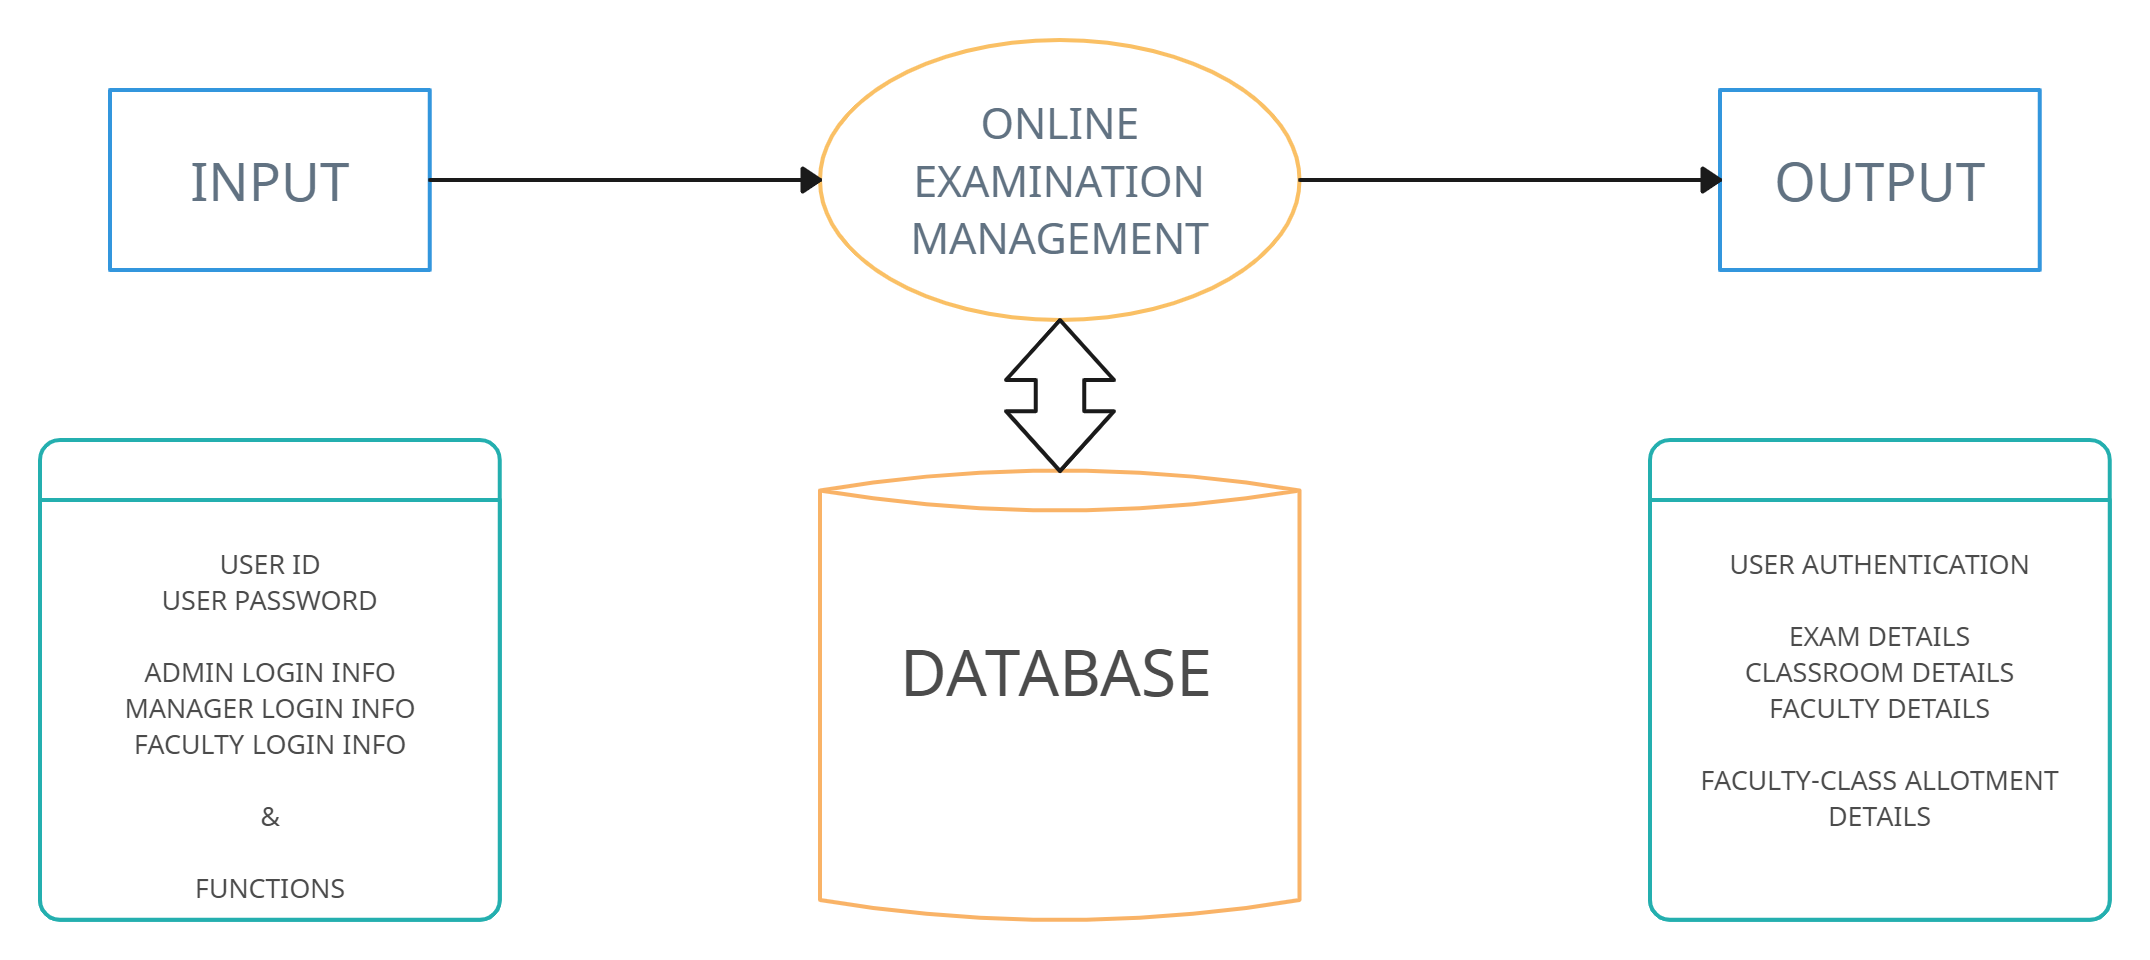 INPUT
ONLINE
EXAMINATION
MANAGEMENT
OUTPUT
USER ID
USER PASSWORD
ADMIN LOGIN INFO
MANAGER LOGIN INFO
FACULTY LOGIN INFO
&
FUNCTIONS
DATABASE
USER AUTHENTICATION
EXAM DETAILS
CLASSROOM DETAILS
FACULTY DETAILS
FACULTY-CLASS ALLOTMENT
DETAILS